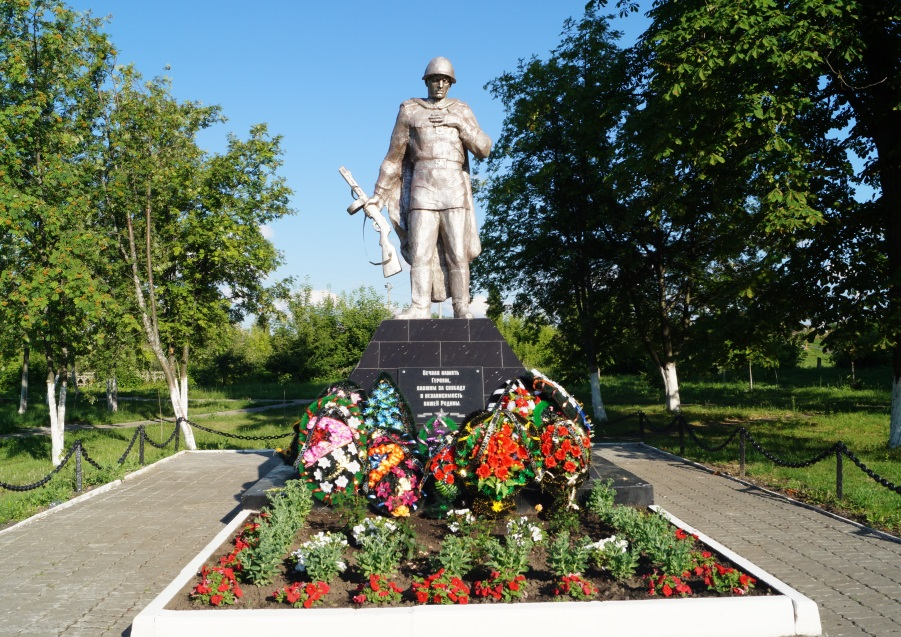 Вечная память
Героям,
павшим за свободу
и независимость
нашей Родины.